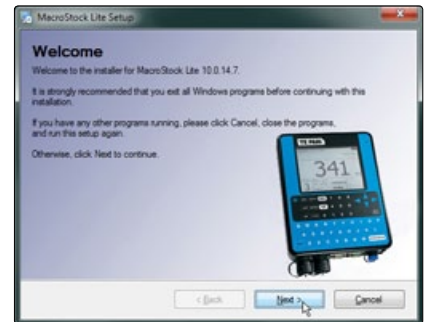 MacroStock Lite Setup
Welcome
Welcome to the installer for MacroStock Lite 10.0.14.7.
It is strongly recommended that you exit all Windows programs before continuing with this
installation.
If you have any other programs running, please click Cancel, close the programs,
and run this setup again.
Otherwise, click Next to continue.
TE PARI
341
< Back
Next >
Cancel